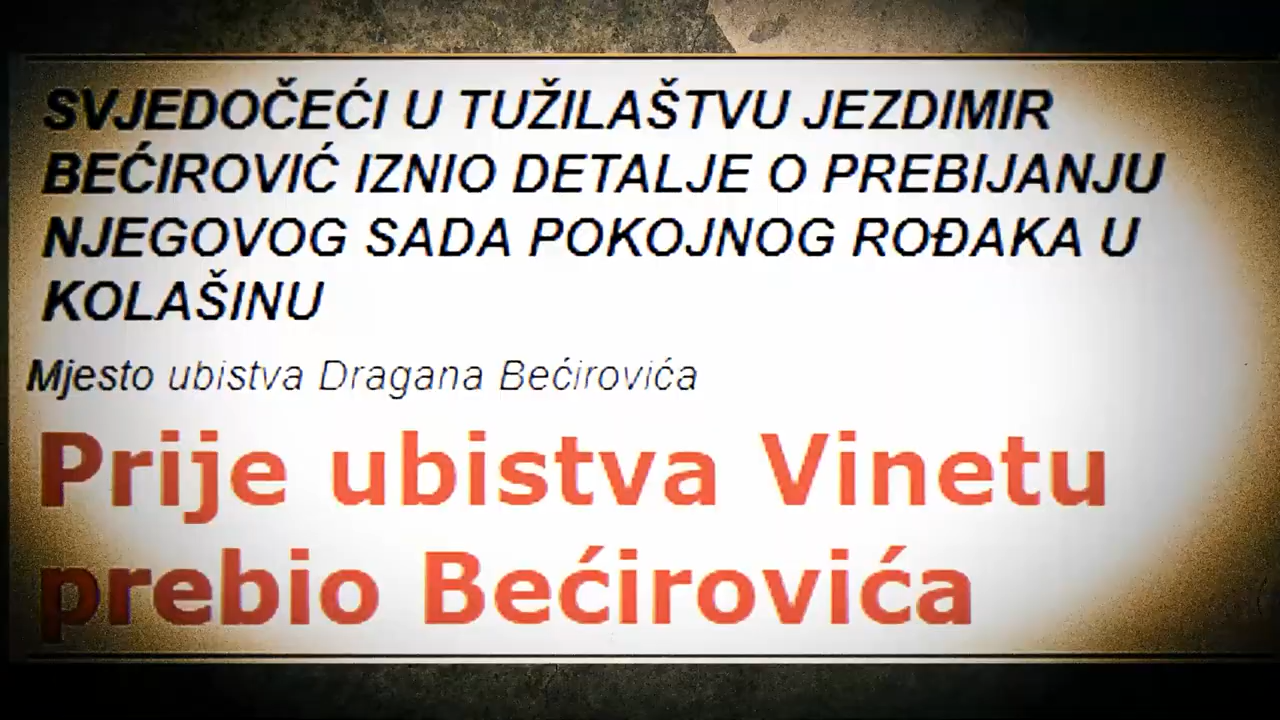 SVJEDOČEĆI U TUŽILAŠTVU JEZDIMIR
BEĆIROVIĆ IZNIO DETALJE O PREBIJANJU
NJEGOVOG SADA POKOJNOG ROĐAKA U
KOLAŠINU
Mjesto ubistva Dragana Bećirovića
Prije ubistva Vinetu
prebio Bećirovića